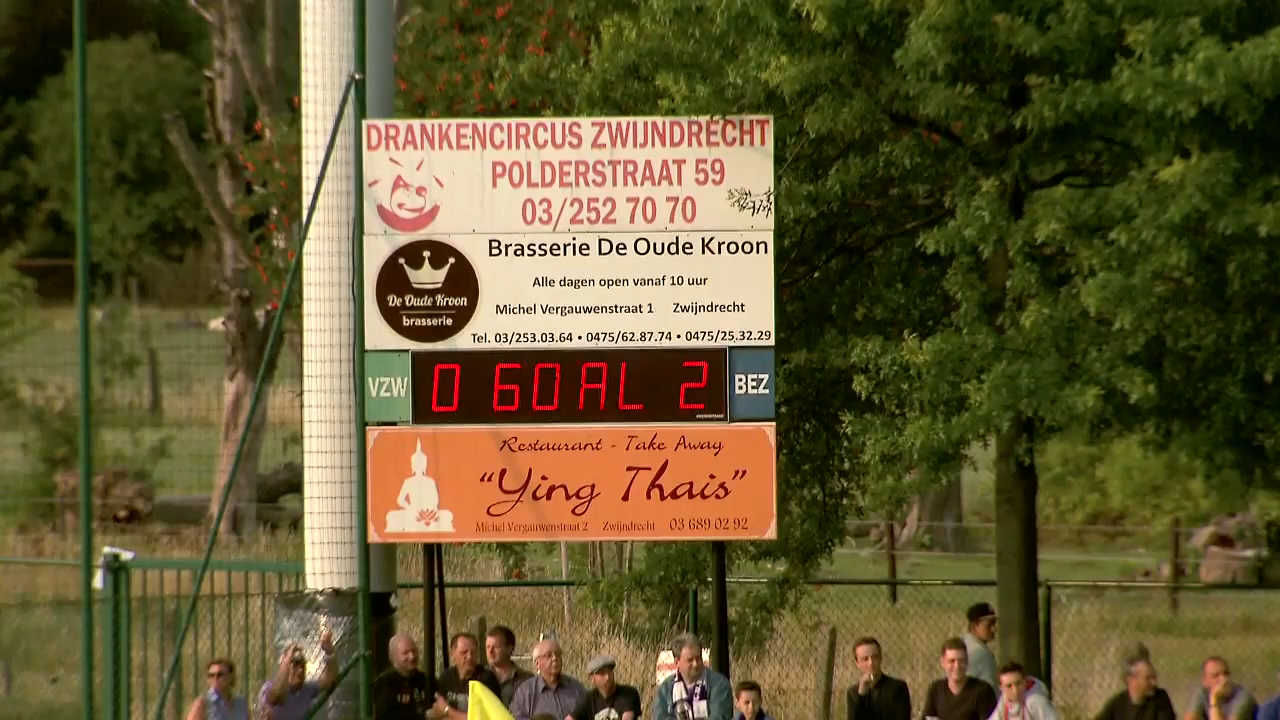 DRANKENCIRCUS ZWIJNDRECHT
POLDERSTRAAT 59
03/252 70 70
Brasserie De Oude Kroon
Alle dagen open vanaf 10 uur
Michel Vergauwenstraat 1 Zwijndrecht
Tel. 03/253.03.64 • 0475/62.87.74 • 0475/25.32.29
De Oude Kroon
brasserie
VZW 0 GOAL 2 BEZ
Restaurant - Take Away
"Ying Thais"
Michel Vergauwenstraat 2 Zwijndrecht 03 689 02 92